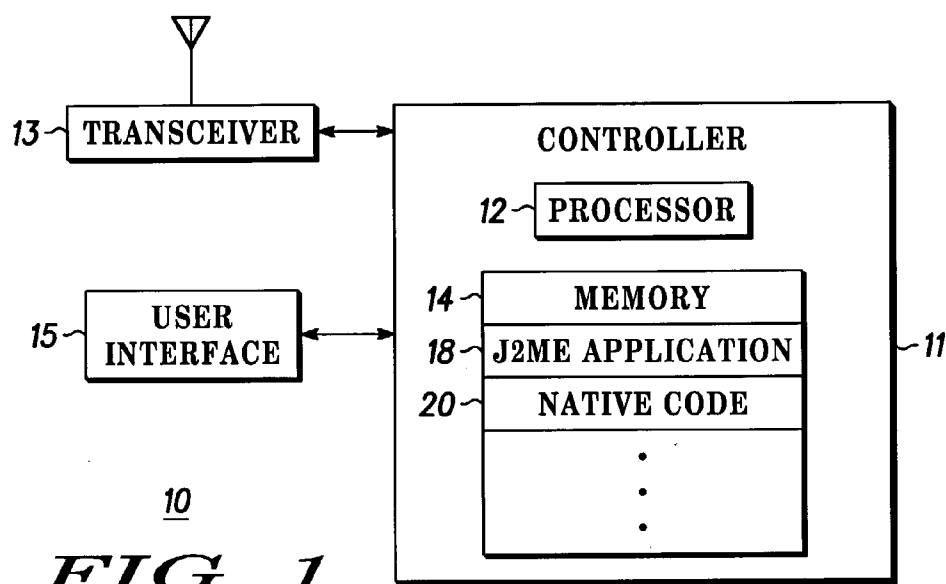 13 TRANSCEIVER
CONTROLLER
12 PROCESSOR
15 USER
INTERFACE
14 MEMORY
18 J2ME APPLICATION
11
20 NATIVE CODE
10
FIG. 1